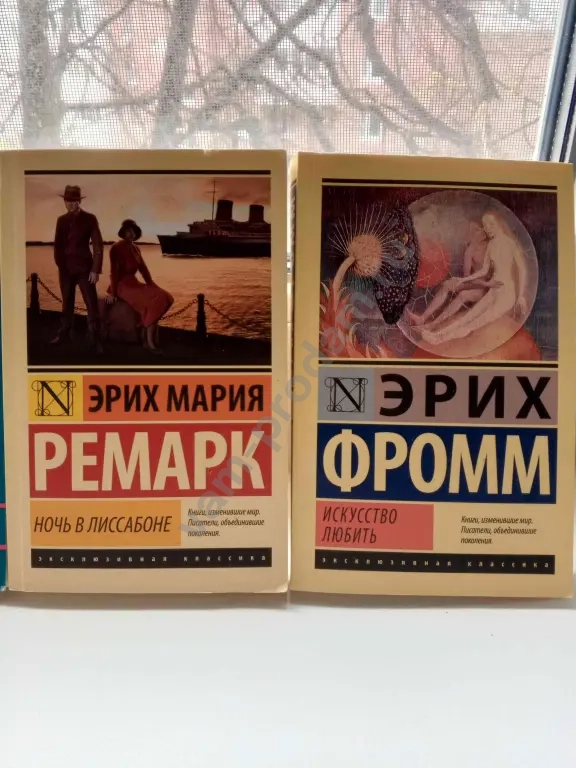 ЭРИХ МАРИЯ
РЕМАРК
НОЧЬ В ЛИССАБОНЕ
Книги, изменившие мир.
Писатели, объединившие
поколения.
ЭКСКЛЮЗИВНАЯ КЛАССИКА
ЭРИХ
ФРОММ
ИСКУССТВО
ЛЮБИТЬ
Книги, изменившие мир.
Писатели, объединившие
поколения.
ЭКСКЛЮЗИВНАЯ КЛАССИКА